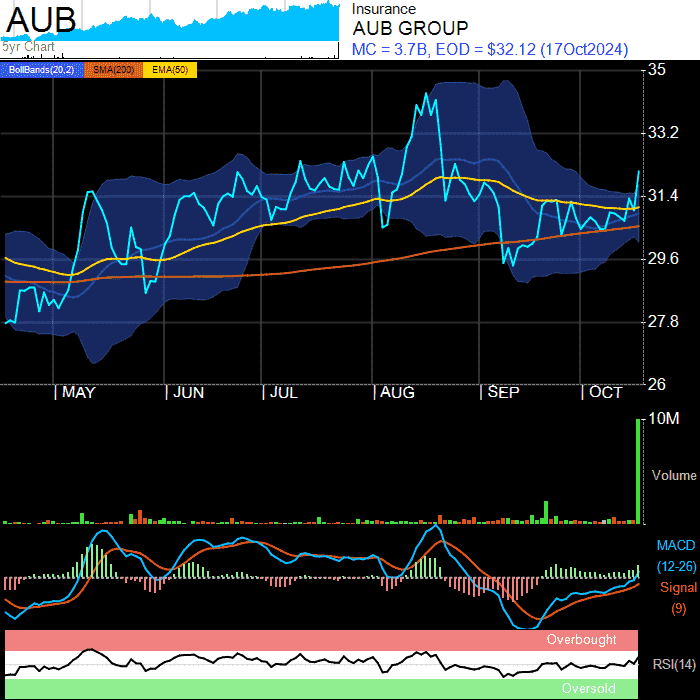 AUB
5yr Chart
Insurance
AUB GROUP
MC = 3.7B, EOD = $32.12 (17Oct2024)
BollBands(20,2) SMA(200) EMA(50)
35
33.2
31.4
29.6
27.8
26
MAY JUN JUL AUG SEP OCT
10M
Volume
MACD
(12-26)
Signal
(9)
Overbought
RSI(14)
Oversold